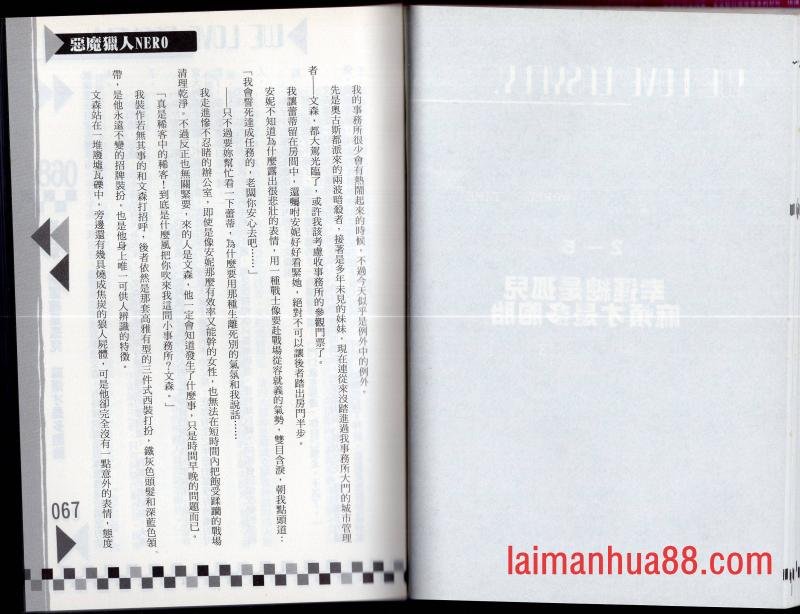 惡魔獵人NERO
我的事務所很少會有熱鬧起來的時候，不過今天似乎是例外中的例外。
先是奧古斯都派來的兩波暗殺者，接著是多年未見的妹妹，現在連從來沒踏進過我事務所大門的城市管理
者——文森，都大駕光臨了，或許我該考慮收事務所的參觀門票了。
我讓蕾蒂留在房間中，還囑咐安妮好好看緊她，絕對不可以讓後者踏出房門半步。
安妮不知道為什麼露出很悲壯的表情，用一種戰士像要赴戰場從容就義的氣勢，雙目含淚，朝我點頭道：
「我會誓死達成任務的，老闆你安心去吧……」
——只不過要妳幫忙看一下蕾蒂，為什麼要用那種生離死別的氣氛和我說話……
我走進慘不忍睹的辦公室，即使是像安妮那麼有效率又能幹的女性，也無法在短時間內把飽受蹂躪的戰場
清理乾淨。不過反正也無關緊要，來的人是文森，他一定會知道發生了什麼事，只是時間早晚的問題而已。
「真是稀客中的稀客！到底是什麼風把你吹來我這間小事務所？文森。」
我裝作若無其事的和文森打招呼，後者依然是那套高雅有型的三件式西裝打扮，鐵灰色頭髮和深藍色領
帶，是他永遠不變的招牌裝扮，也是他身上唯一可供人辨識的特徵。
文森站在一堆廢墟瓦礫中，旁邊還有幾具燒成焦炭的狼人屍體，可是他卻完全沒有一點意外的表情，態度
067
laimanhua88.com